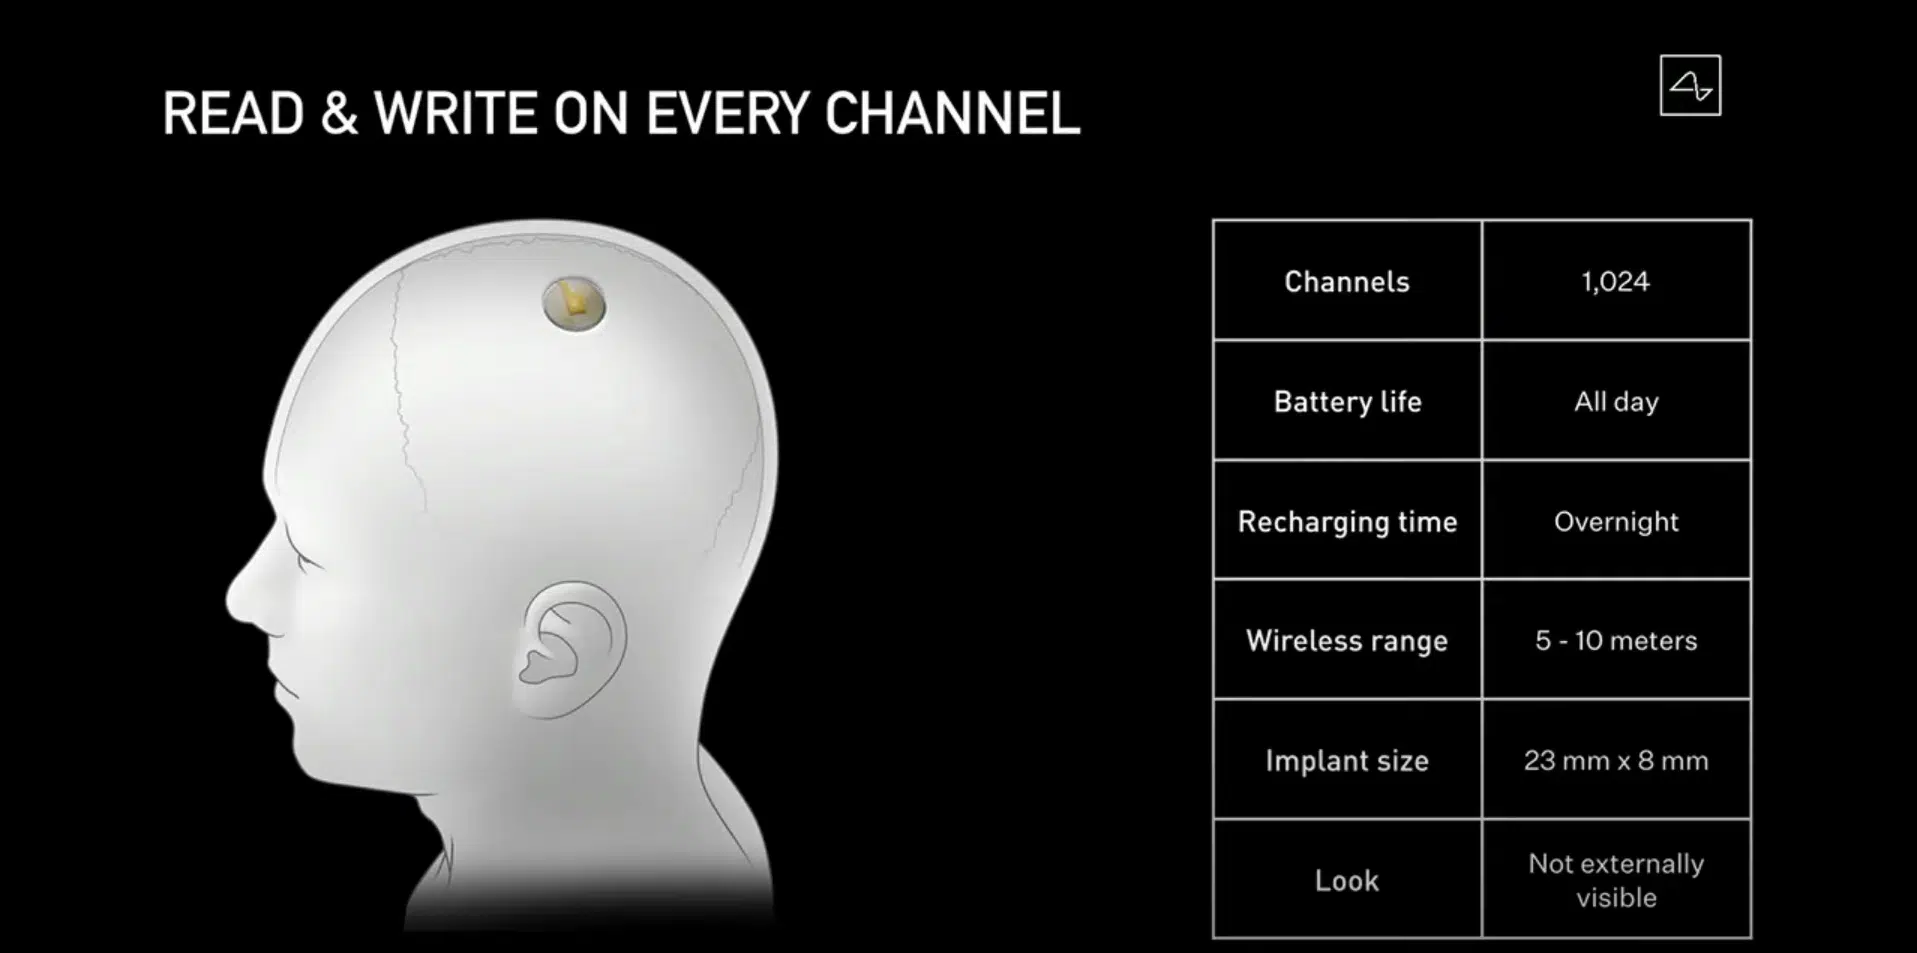 READ & WRITE ON EVERY CHANNEL
Channels 1,024
Battery life All day
Recharging time Overnight
Wireless range 5 - 10 meters
Implant size 23 mm x 8 mm
Look Not externally
visible